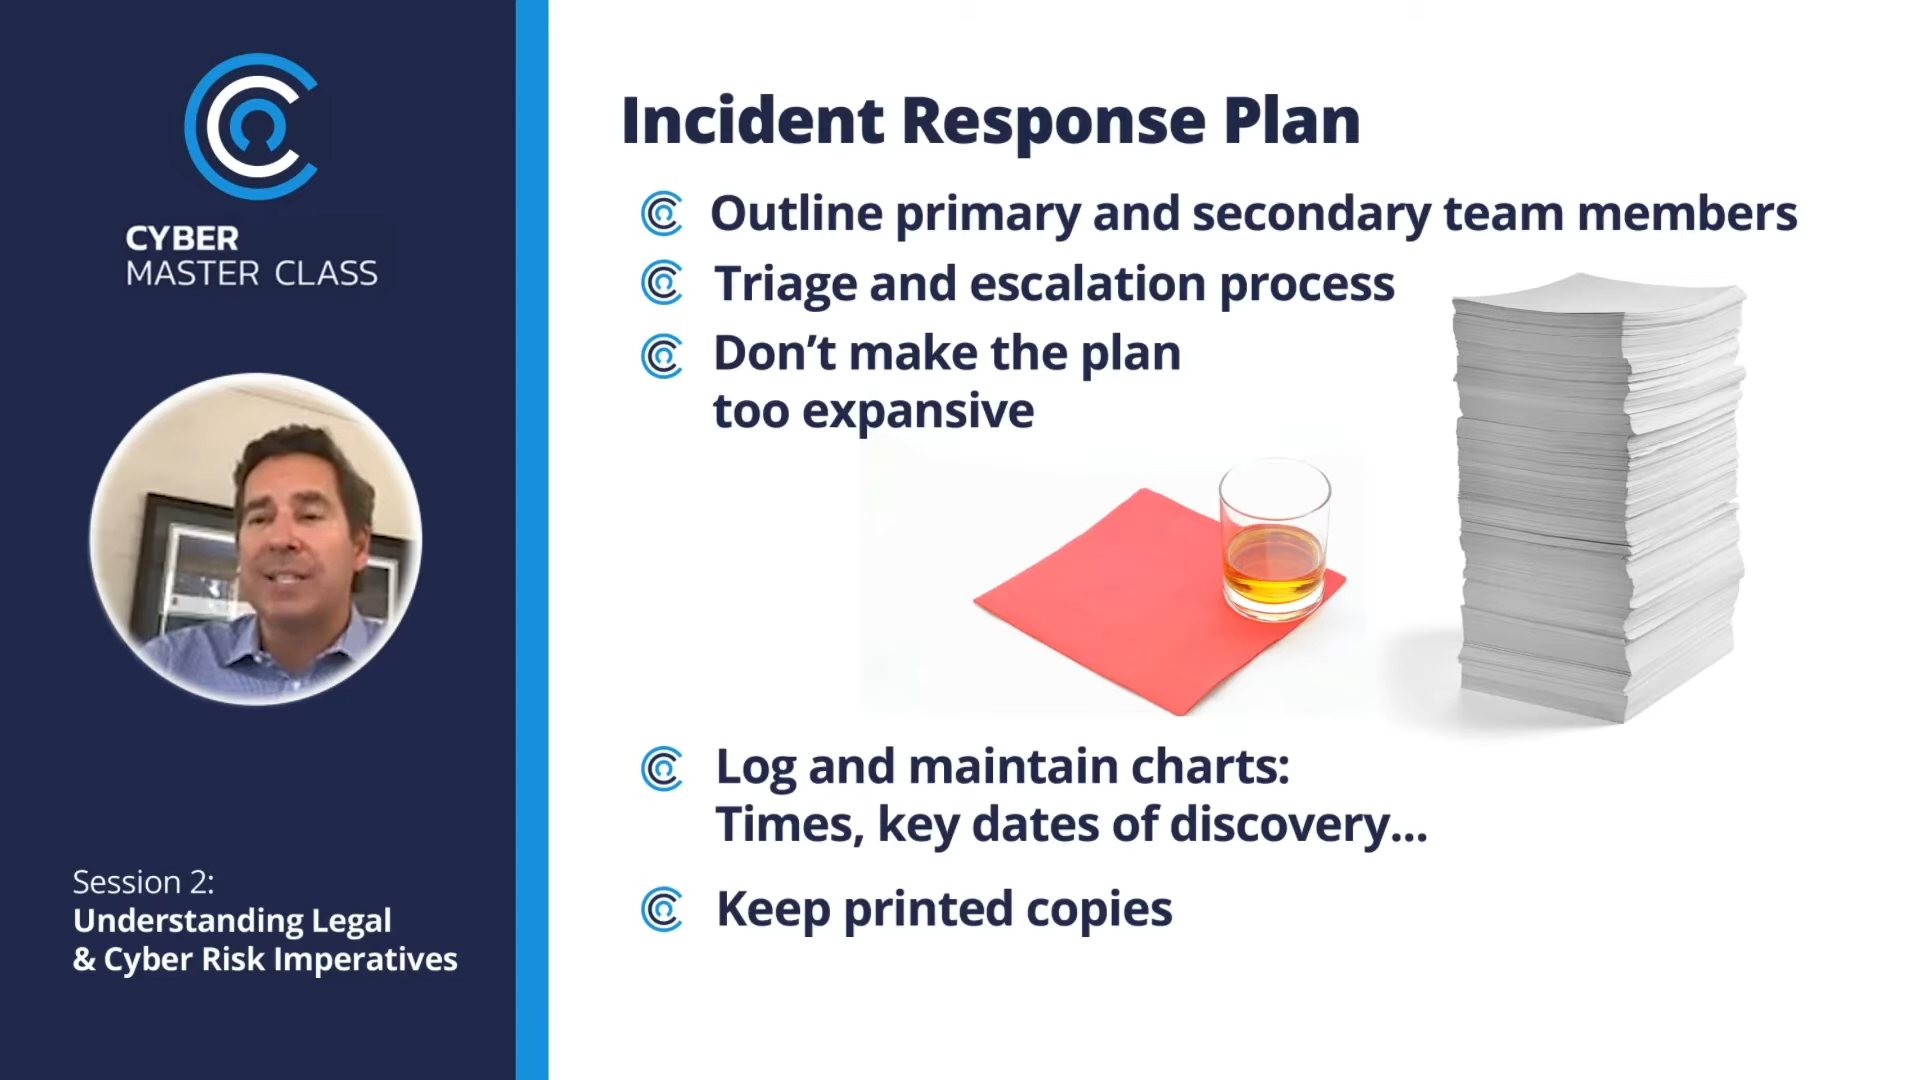 CYBER
MASTER CLASS
Session 2:
Understanding Legal
& Cyber Risk Imperatives
Incident Response Plan
Outline primary and secondary team members
Triage and escalation process
Don’t make the plan
too expansive
Log and maintain charts:
Times, key dates of discovery...
Keep printed copies